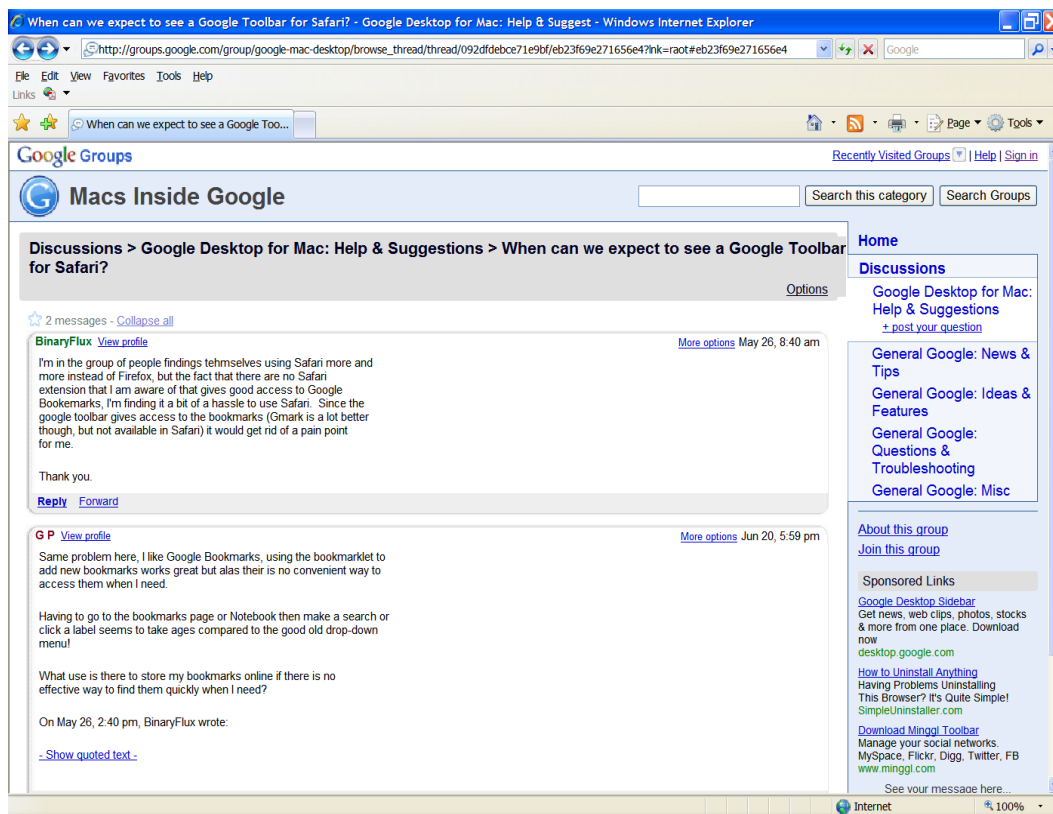 When can we expect to see a Google Toolbar for Safari? - Google Desktop for Mac: Help & Suggest - Windows Internet Explorer
http://groups.google.com/group/google-mac-desktop/browse_thread/thread/092dfdebce71e9bf/eb23f69e271656e4?lnk=raot#eb23f69e271656e4
Google
File Edit View Favorites Tools Help
Links
When can we expect to see a Google Too...
Page Tools
Google Groups
Recently Visited Groups | Help | Sign in
Macs Inside Google
Search this category Search Groups
Discussions > Google Desktop for Mac: Help & Suggestions > When can we expect to see a Google Toolbar
for Safari?
Options
2 messages - Collapse all
BinaryFlux View profile
More options May 26, 8:40 am
I'm in the group of people findings tehmselves using Safari more and
more instead of Firefox, but the fact that there are no Safari
extension that I am aware of that gives good access to Google
Bookemarks, I'm finding it a bit of a hassle to use Safari. Since the
google toolbar gives access to the bookmarks (Gmark is a lot better
though, but not available in Safari) it would get rid of a pain point
for me.
Thank you.
Reply Forward
G P View profile
More options Jun 20, 5:59 pm
Same problem here, I like Google Bookmarks, using the bookmarklet to
add new bookmarks works great but alas their is no convenient way to
access them when I need.
Having to go to the bookmarks page or Notebook then make a search or
click a label seems to take ages compared to the good old drop-down
menu!
What use is there to store my bookmarks online if there is no
effective way to find them quickly when I need?
On May 26, 2:40 pm, BinaryFlux wrote:
- Show quoted text -
Home
Discussions
Google Desktop for Mac:
Help & Suggestions
+ post your question
General Google: News &
Tips
General Google: Ideas &
Features
General Google:
Questions &
Troubleshooting
General Google: Misc
About this group
Join this group
Sponsored Links
Google Desktop Sidebar
Get news, web clips, photos, stocks
& more from one place. Download
now
desktop.google.com
How to Uninstall Anything
Having Problems Uninstalling
This Browser? It's Quite Simple!
SimpleUninstaller.com
Download Minggl Toolbar
Manage your social networks.
MySpace, Flickr, Digg, Twitter, FB
www.minggl.com
See your message here...
Internet
100%